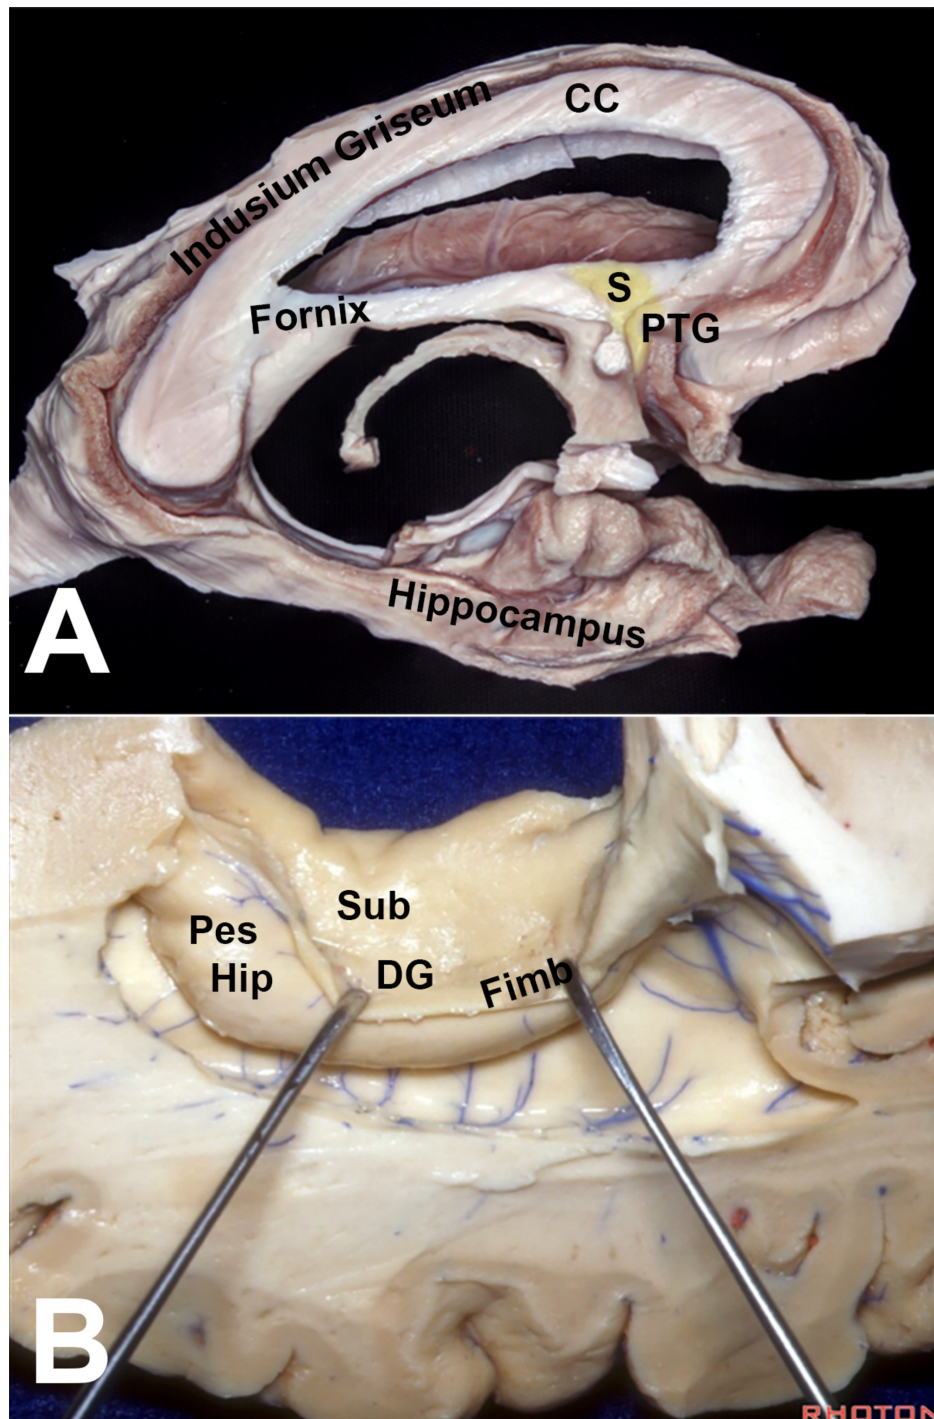 CC
Indusium Griseum
S
Fornix
PTG
Hippocampus
A
Sub
Pes
Hip
DG
Fimb
B
RHOTON